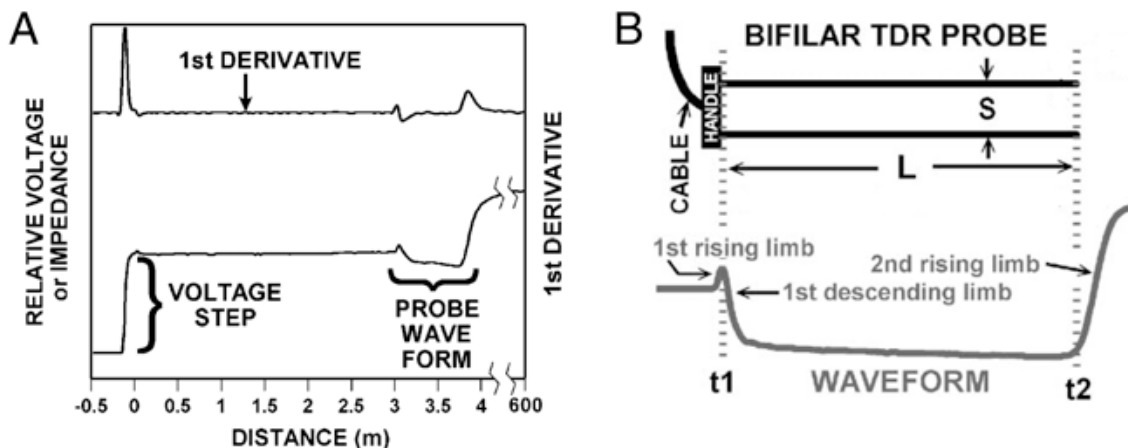 A
1st DERIVATIVE
RELATIVE VOLTAGE
or IMPEDANCE
1st DERIVATIVE
VOLTAGE
STEP
PROBE
WAVE
FORM
-0.5 0 0.5 1 1.5 2 2.5 3 3.5 4 600
DISTANCE (m)
B
BIFILAR TDR PROBE
CABLE
HANDLE
S
L
1st rising limb
2nd rising limb
1st descending limb
t1
WAVEFORM
t2